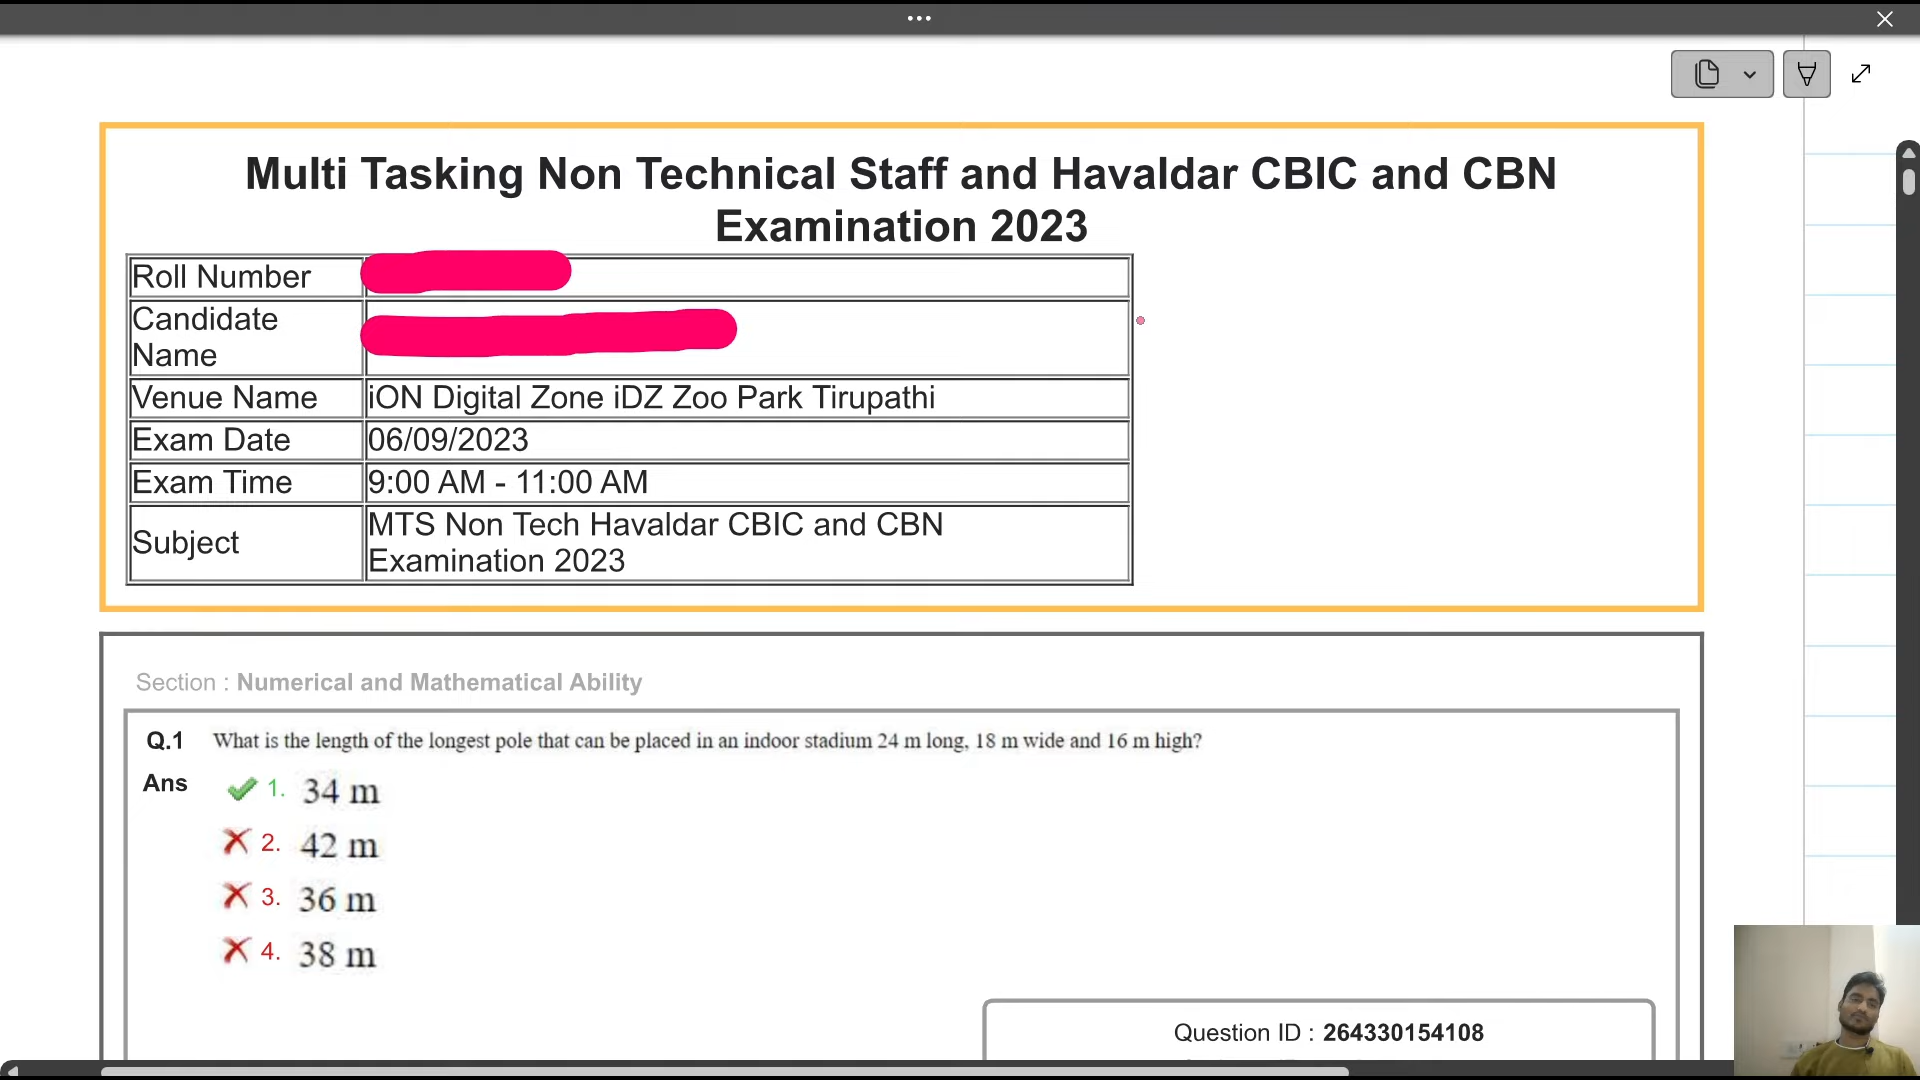 Multi Tasking Non Technical Staff and Havaldar CBIC and CBN
Examination 2023
Roll Number
Candidate
Name
Venue Name iON Digital Zone iDZ Zoo Park Tirupathi
Exam Date 06/09/2023
Exam Time 9:00 AM - 11:00 AM
Subject MTS Non Tech Havaldar CBIC and CBN
Examination 2023
Section : Numerical and Mathematical Ability
Q.1 What is the length of the longest pole that can be placed in an indoor stadium 24 m long, 18 m wide and 16 m high?
Ans 1. 34 m
2. 42 m
3. 36 m
4. 38 m
Question ID : 264330154108